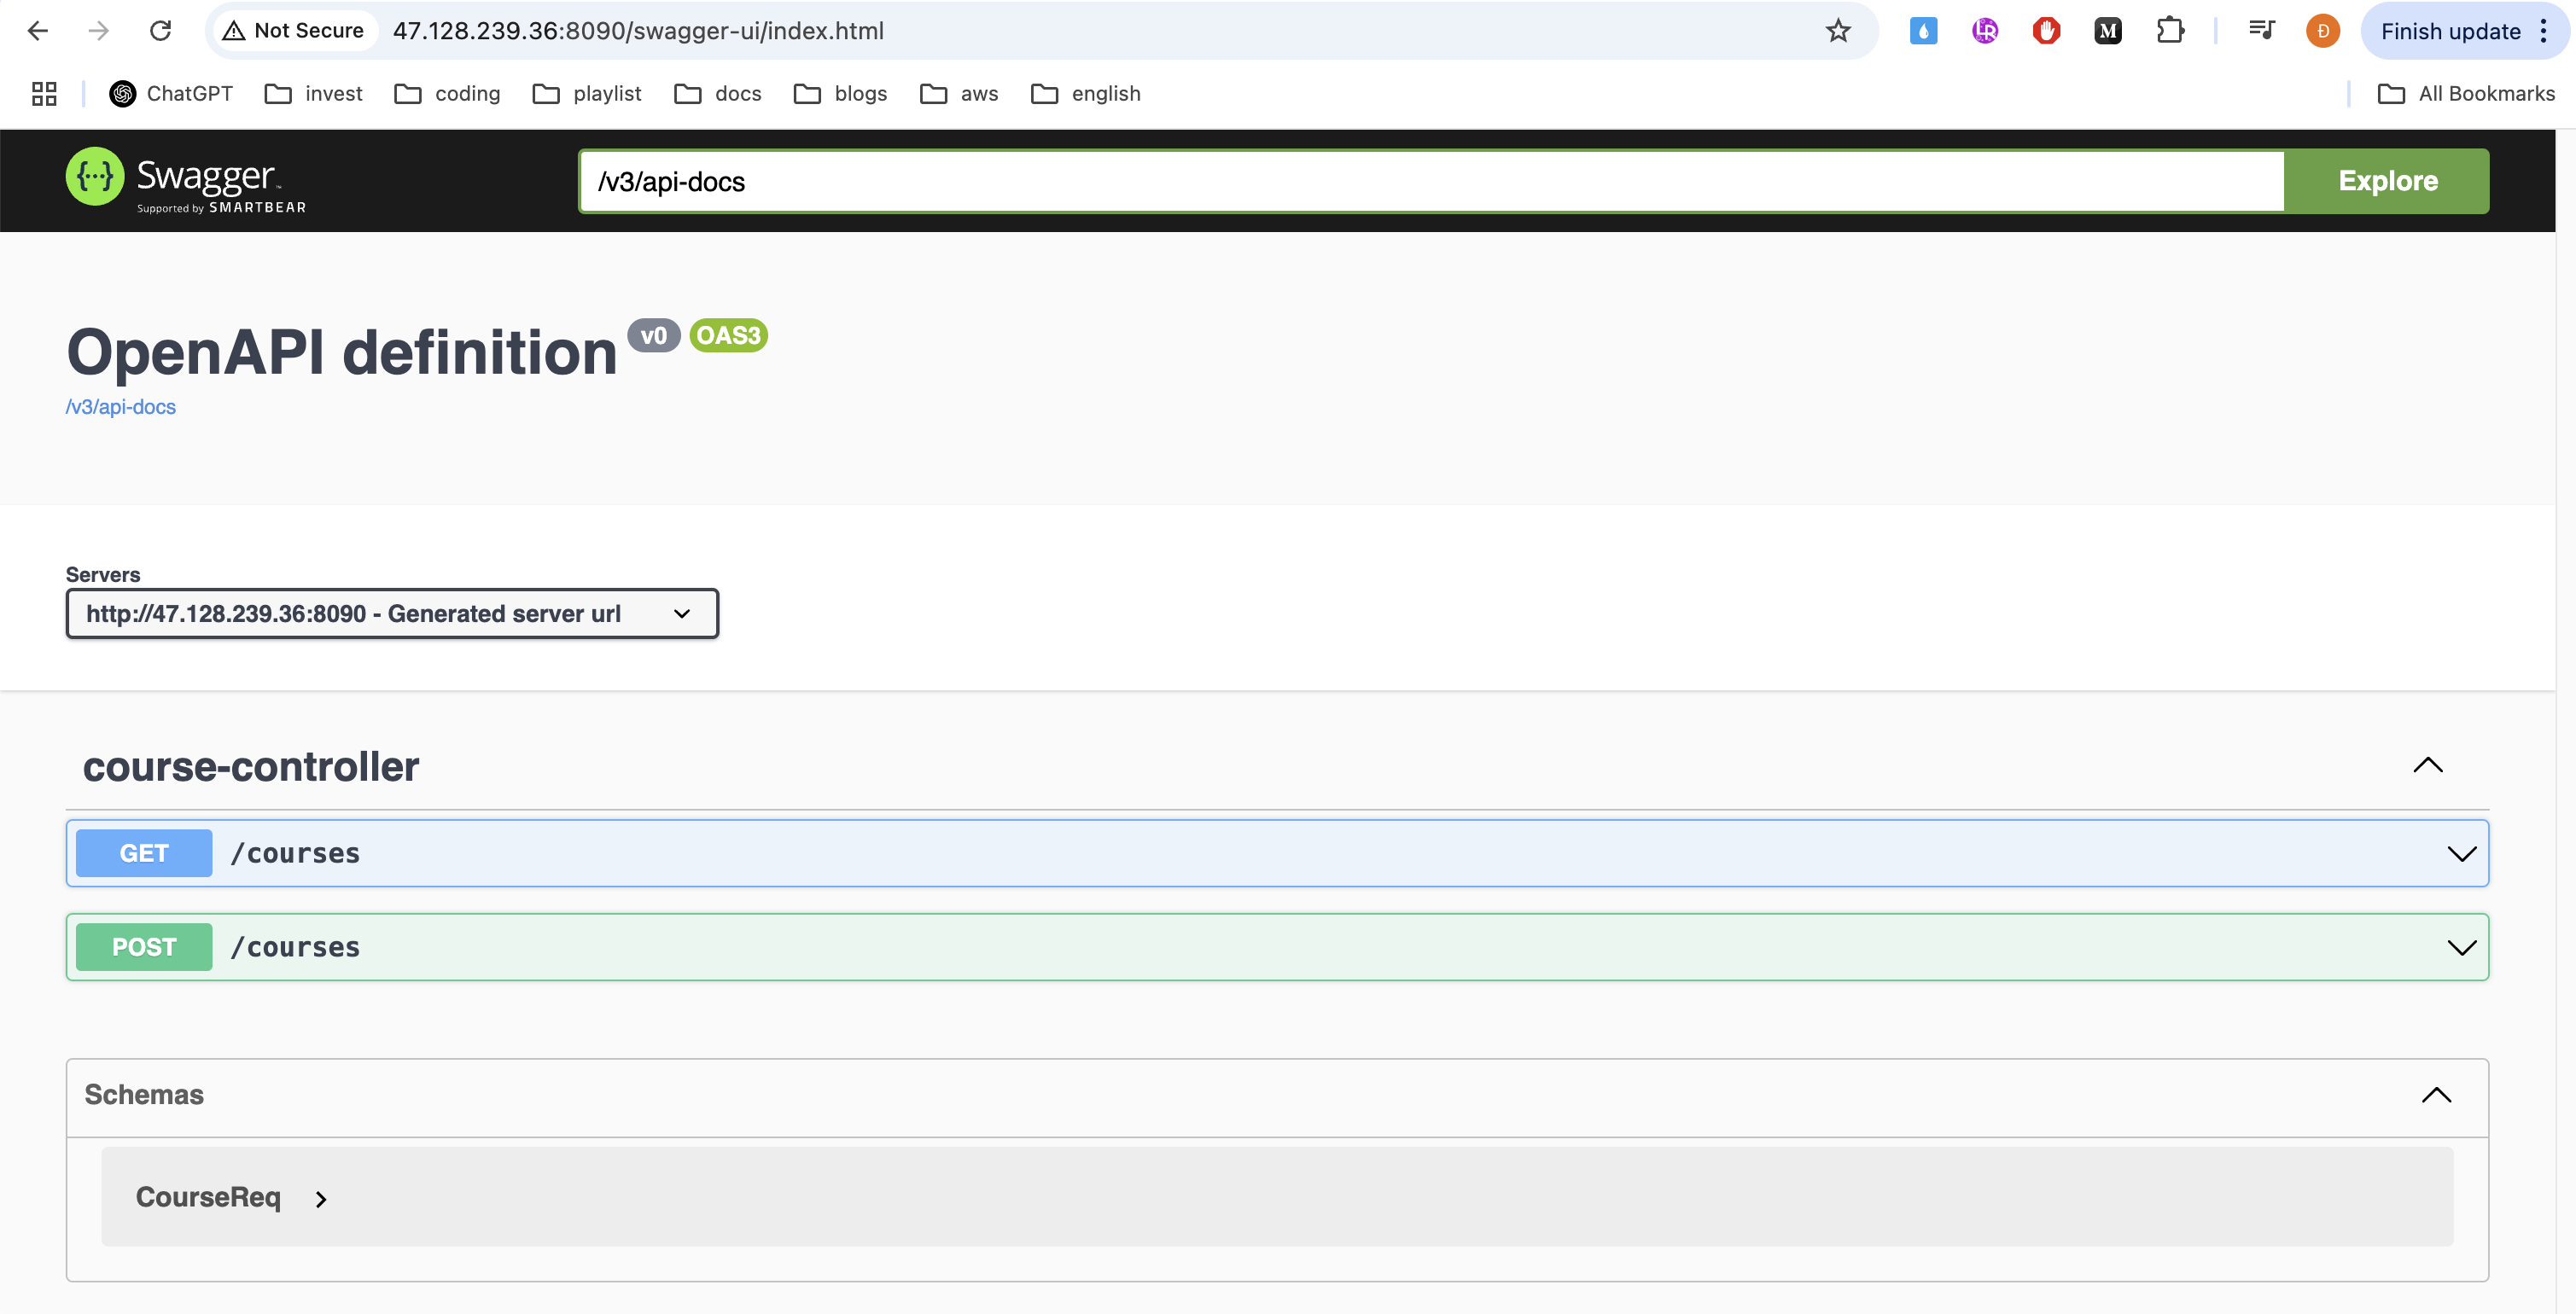 Not Secure 47.128.239.36:8090/swagger-ui/index.html Đ Finish update
ChatGPT invest coding playlist docs blogs aws english All Bookmarks
Swagger
Supported by SMARTBEAR
/v3/api-docs Explore
OpenAPI definition v0 OAS3
/v3/api-docs
Servers
http://47.128.239.36:8090 - Generated server url
course-controller
GET /courses
POST /courses
Schemas
CourseReq